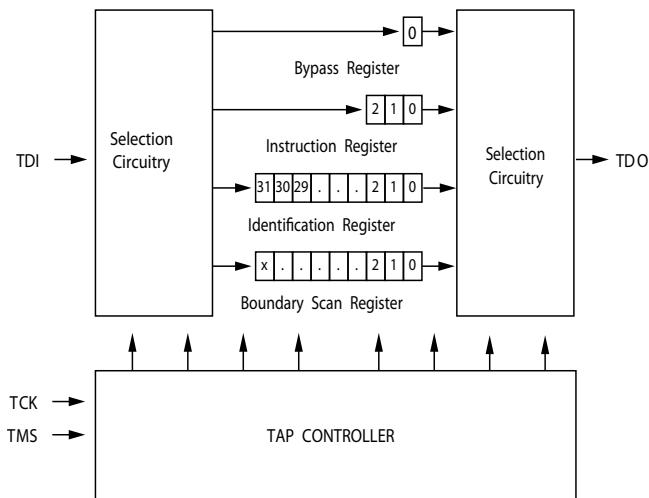 0
Bypass Register
2 1 0
Selection
Circuitry
Instruction Register
Selection
Circuitry
TDI
TDO
31 30 29 . . . 2 1 0
Identification Register
x . . . . . 2 1 0
Boundary Scan Register
TCK
TMS
TAP CONTROLLER